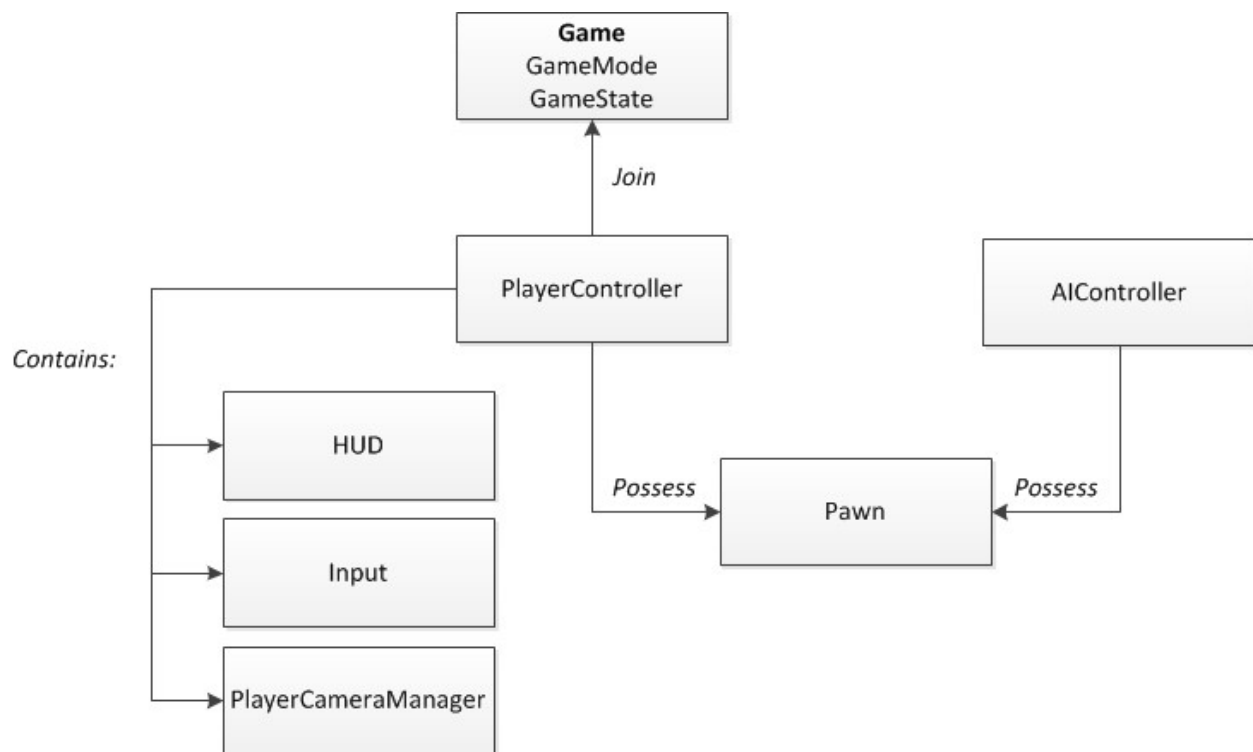 Game
GameMode
GameState
Join
PlayerController
AIController
Contains:
HUD
Possess
Possess
Pawn
Input
PlayerCameraManager